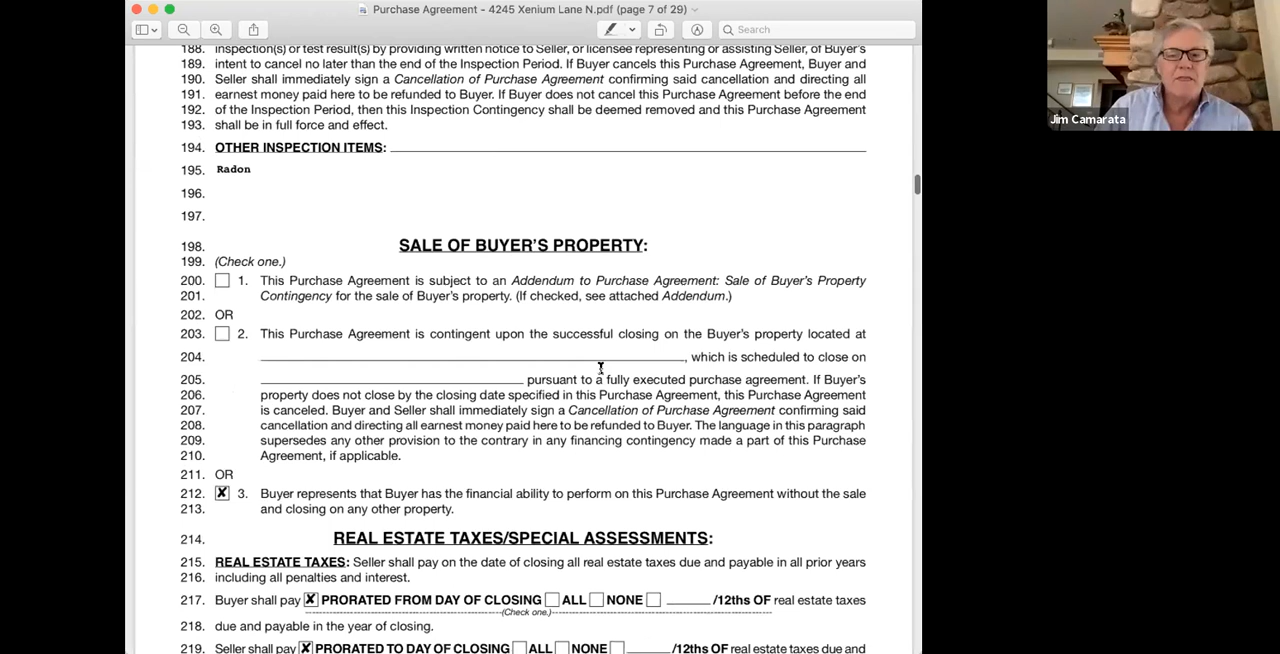 Purchase Agreement - 4245 Xenium Lane N.pdf (page 7 of 29)
Search
188. inspection(s) or test result(s) by providing written notice to Seller, or licensee representing or assisting Seller, of Buyer's
189. intent to cancel no later than the end of the Inspection Period. If Buyer cancels this Purchase Agreement, Buyer and
190. Seller shall immediately sign a Cancellation of Purchase Agreement confirming said cancellation and directing all
191. earnest money paid here to be refunded to Buyer. If Buyer does not cancel this Purchase Agreement before the end
192. of the Inspection Period, then this Inspection Contingency shall be deemed removed and this Purchase Agreement
193. shall be in full force and effect.
194. OTHER INSPECTION ITEMS:
195. Radon
196.
197.
198. SALE OF BUYER'S PROPERTY:
199. (Check one.)
200. 1. This Purchase Agreement is subject to an Addendum to Purchase Agreement: Sale of Buyer's Property
201. Contingency for the sale of Buyer's property. (If checked, see attached Addendum.)
202. OR
203. 2. This Purchase Agreement is contingent upon the successful closing on the Buyer's property located at
204. , which is scheduled to close on
205. pursuant to a fully executed purchase agreement. If Buyer's
206. property does not close by the closing date specified in this Purchase Agreement, this Purchase Agreement
207. is canceled. Buyer and Seller shall immediately sign a Cancellation of Purchase Agreement confirming said
208. cancellation and directing all earnest money paid here to be refunded to Buyer. The language in this paragraph
209. supersedes any other provision to the contrary in any financing contingency made a part of this Purchase
210. Agreement, if applicable.
211. OR
212. X 3. Buyer represents that Buyer has the financial ability to perform on this Purchase Agreement without the sale
213. and closing on any other property.
214. REAL ESTATE TAXES/SPECIAL ASSESSMENTS:
215. REAL ESTATE TAXES: Seller shall pay on the date of closing all real estate taxes due and payable in all prior years
216. including all penalties and interest.
217. Buyer shall pay X PRORATED FROM DAY OF CLOSING ALL NONE /12ths OF real estate taxes
(Check one.)
218. due and payable in the year of closing.
219. Seller shall pay X PRORATED TO DAY OF CLOSING ALL NONE /12ths OF real estate taxes due and
Jim Camarata